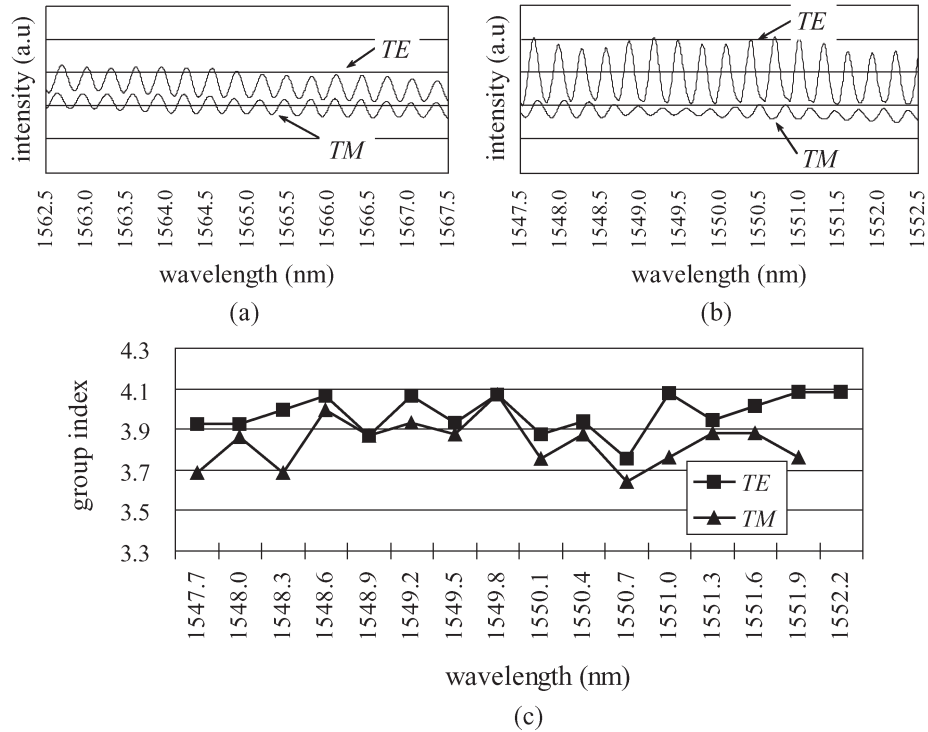 intensity (a.u)
TE
TM
1562.5
1563.0
1563.5
1564.0
1564.5
1565.0
1565.5
1566.0
1566.5
1567.0
1567.5
wavelength (nm)
(a)
intensity (a.u)
TE
TM
1547.5
1548.0
1548.5
1549.0
1549.5
1550.0
1550.5
1551.0
1551.5
1552.0
1552.5
wavelength (nm)
(b)
group index
4.3
4.1
3.9
3.7
3.5
3.3
TE
TM
1547.7
1548.0
1548.3
1548.6
1548.9
1549.2
1549.5
1549.8
1550.1
1550.4
1550.7
1551.0
1551.3
1551.6
1551.9
1552.2
wavelength (nm)
(c)